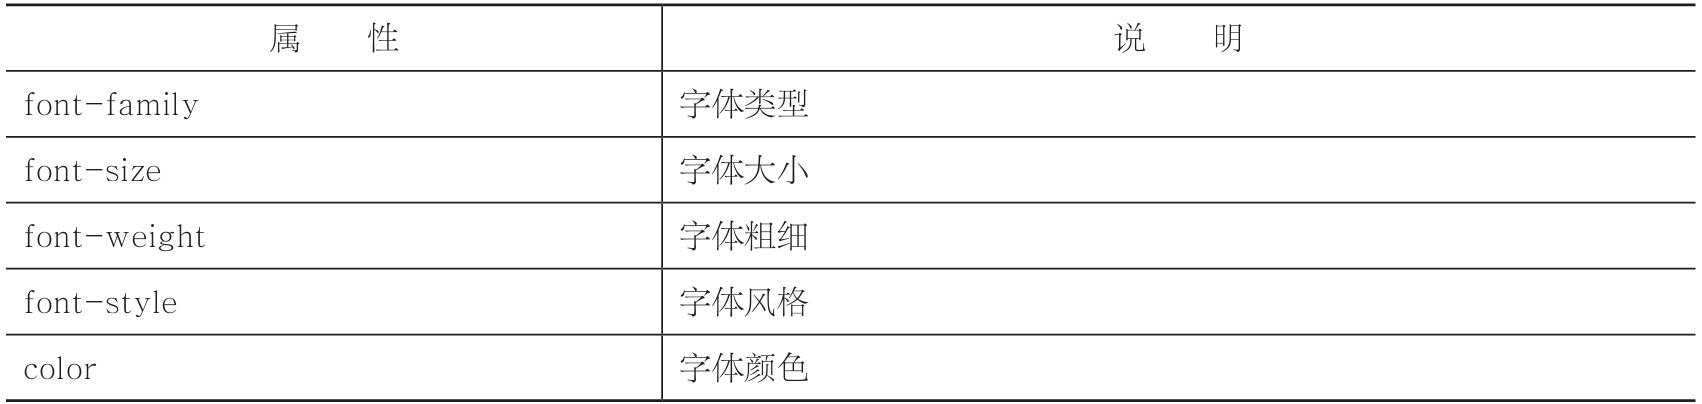 属 性 说 明
font-family 字体类型
font-size 字体大小
font-weight 字体粗细
font-style 字体风格
color 字体颜色